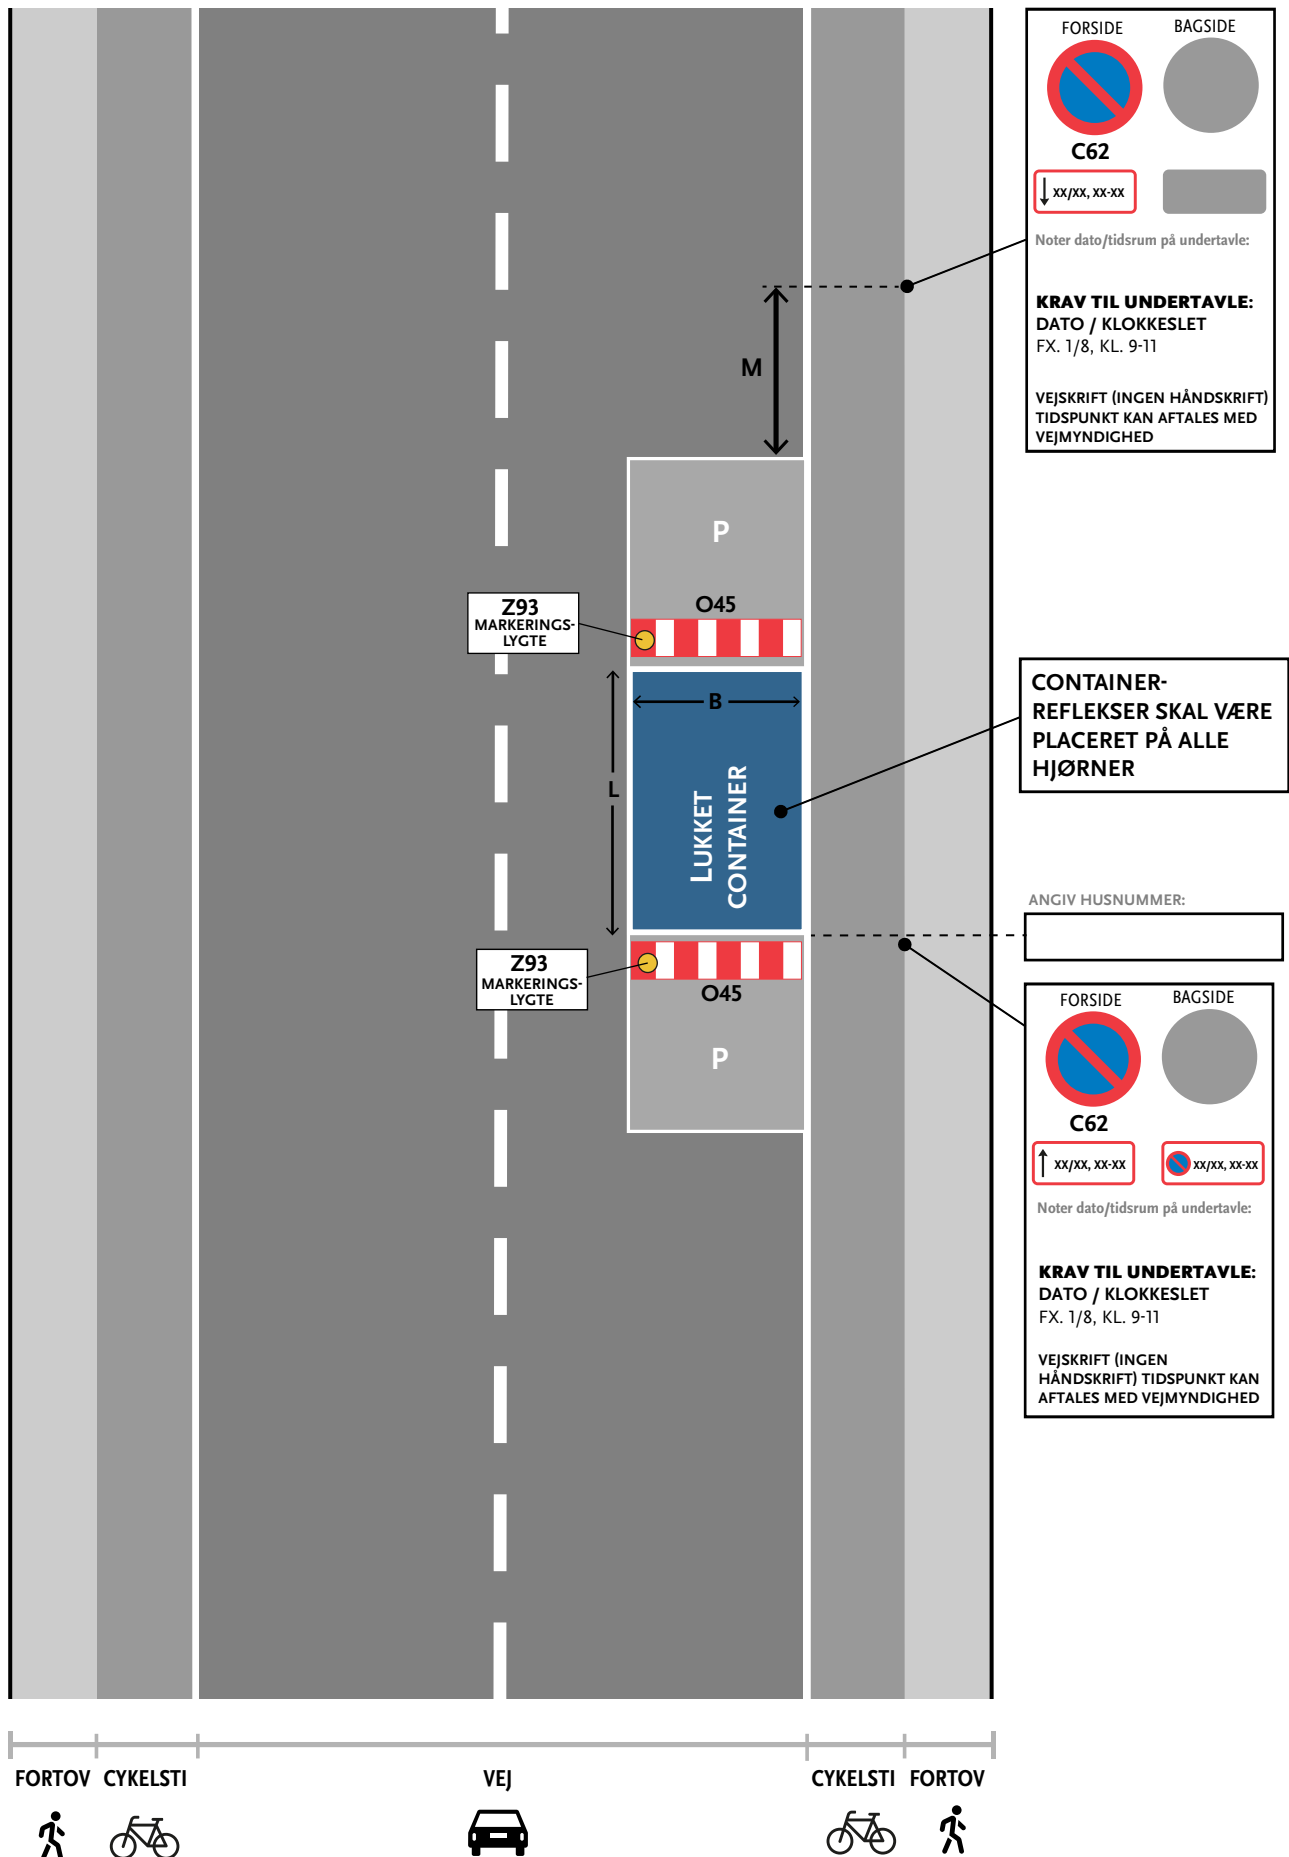 FORSIDE BAGSIDE
C62
xx/xx, xx-xx
Noter dato/tidsrum på undertavle:
KRAV TIL UNDERTAVLE:
DATO / KLOKKESLET
FX. 1/8, KL. 9-11
VEJSKRIFT (INGEN HÅNDSKRIFT)
TIDSPUNKT KAN AFTALES MED
VEJMYNDIGHED
M
P
O45
Z93
MARKERINGS-
LYGTE
B
L
LUKKET
CONTAINER
CONTAINER-
REFLEKSER SKAL VÆRE
PLACERET PÅ ALLE
HJØRNER
ANGIV HUSNUMMER:
Z93
MARKERINGS-
LYGTE
O45
P
FORSIDE BAGSIDE
C62
xx/xx, xx-xx xx/xx, xx-xx
Noter dato/tidsrum på undertavle:
KRAV TIL UNDERTAVLE:
DATO / KLOKKESLET
FX. 1/8, KL. 9-11
VEJSKRIFT (INGEN
HÅNDSKRIFT) TIDSPUNKT KAN
AFTALES MED VEJMYNDIGHED
FORTOV CYKELSTI VEJ CYKELSTI FORTOV